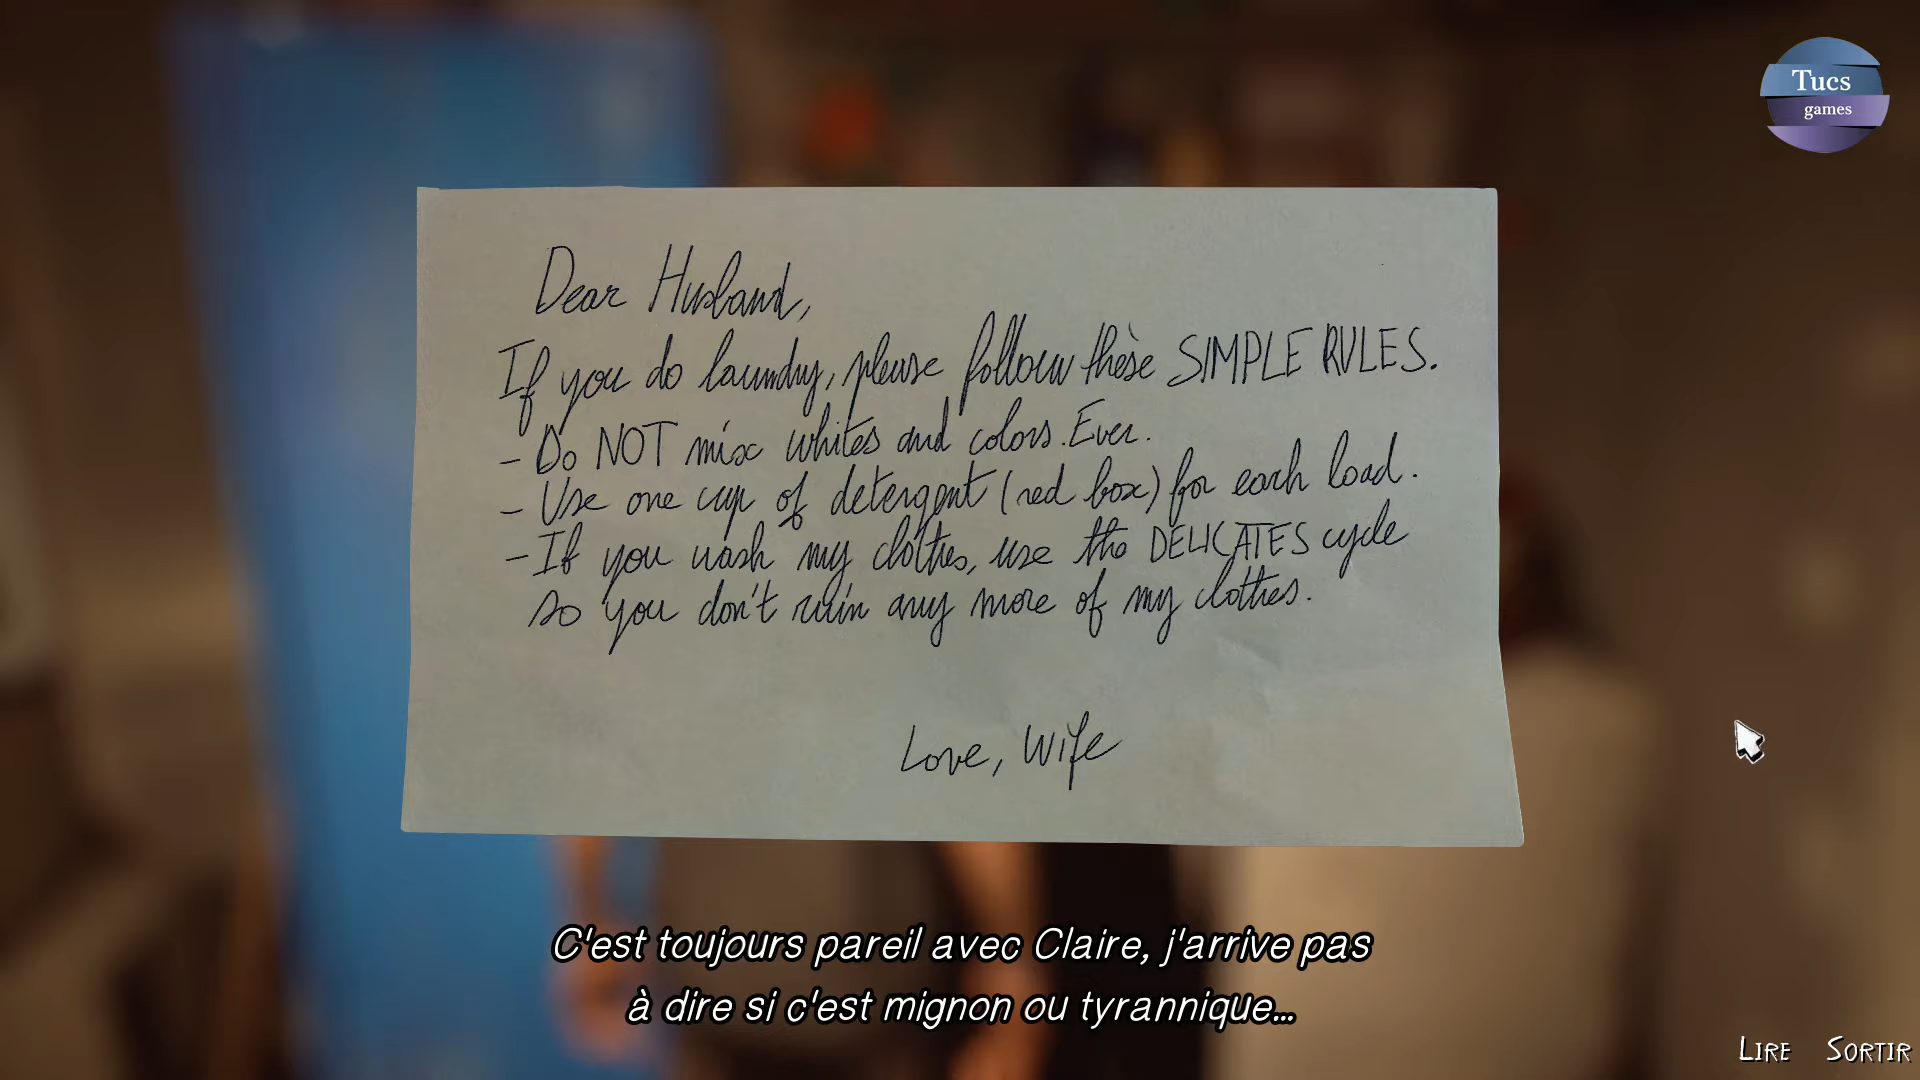 Tucs
games
Dear Husband,
If you do laundry, please follow these SIMPLE RULES.
- Do NOT mix whites and colors. Ever.
- Use one cup of detergent (red box) for each load.
- If you wash my clothes, use the DELICATES cycle
so you don't ruin any more of my clothes.
Love, Wife
C'est toujours pareil avec Claire, j'arrive pas
à dire si c'est mignon ou tyrannique...
LIRE SORTIR